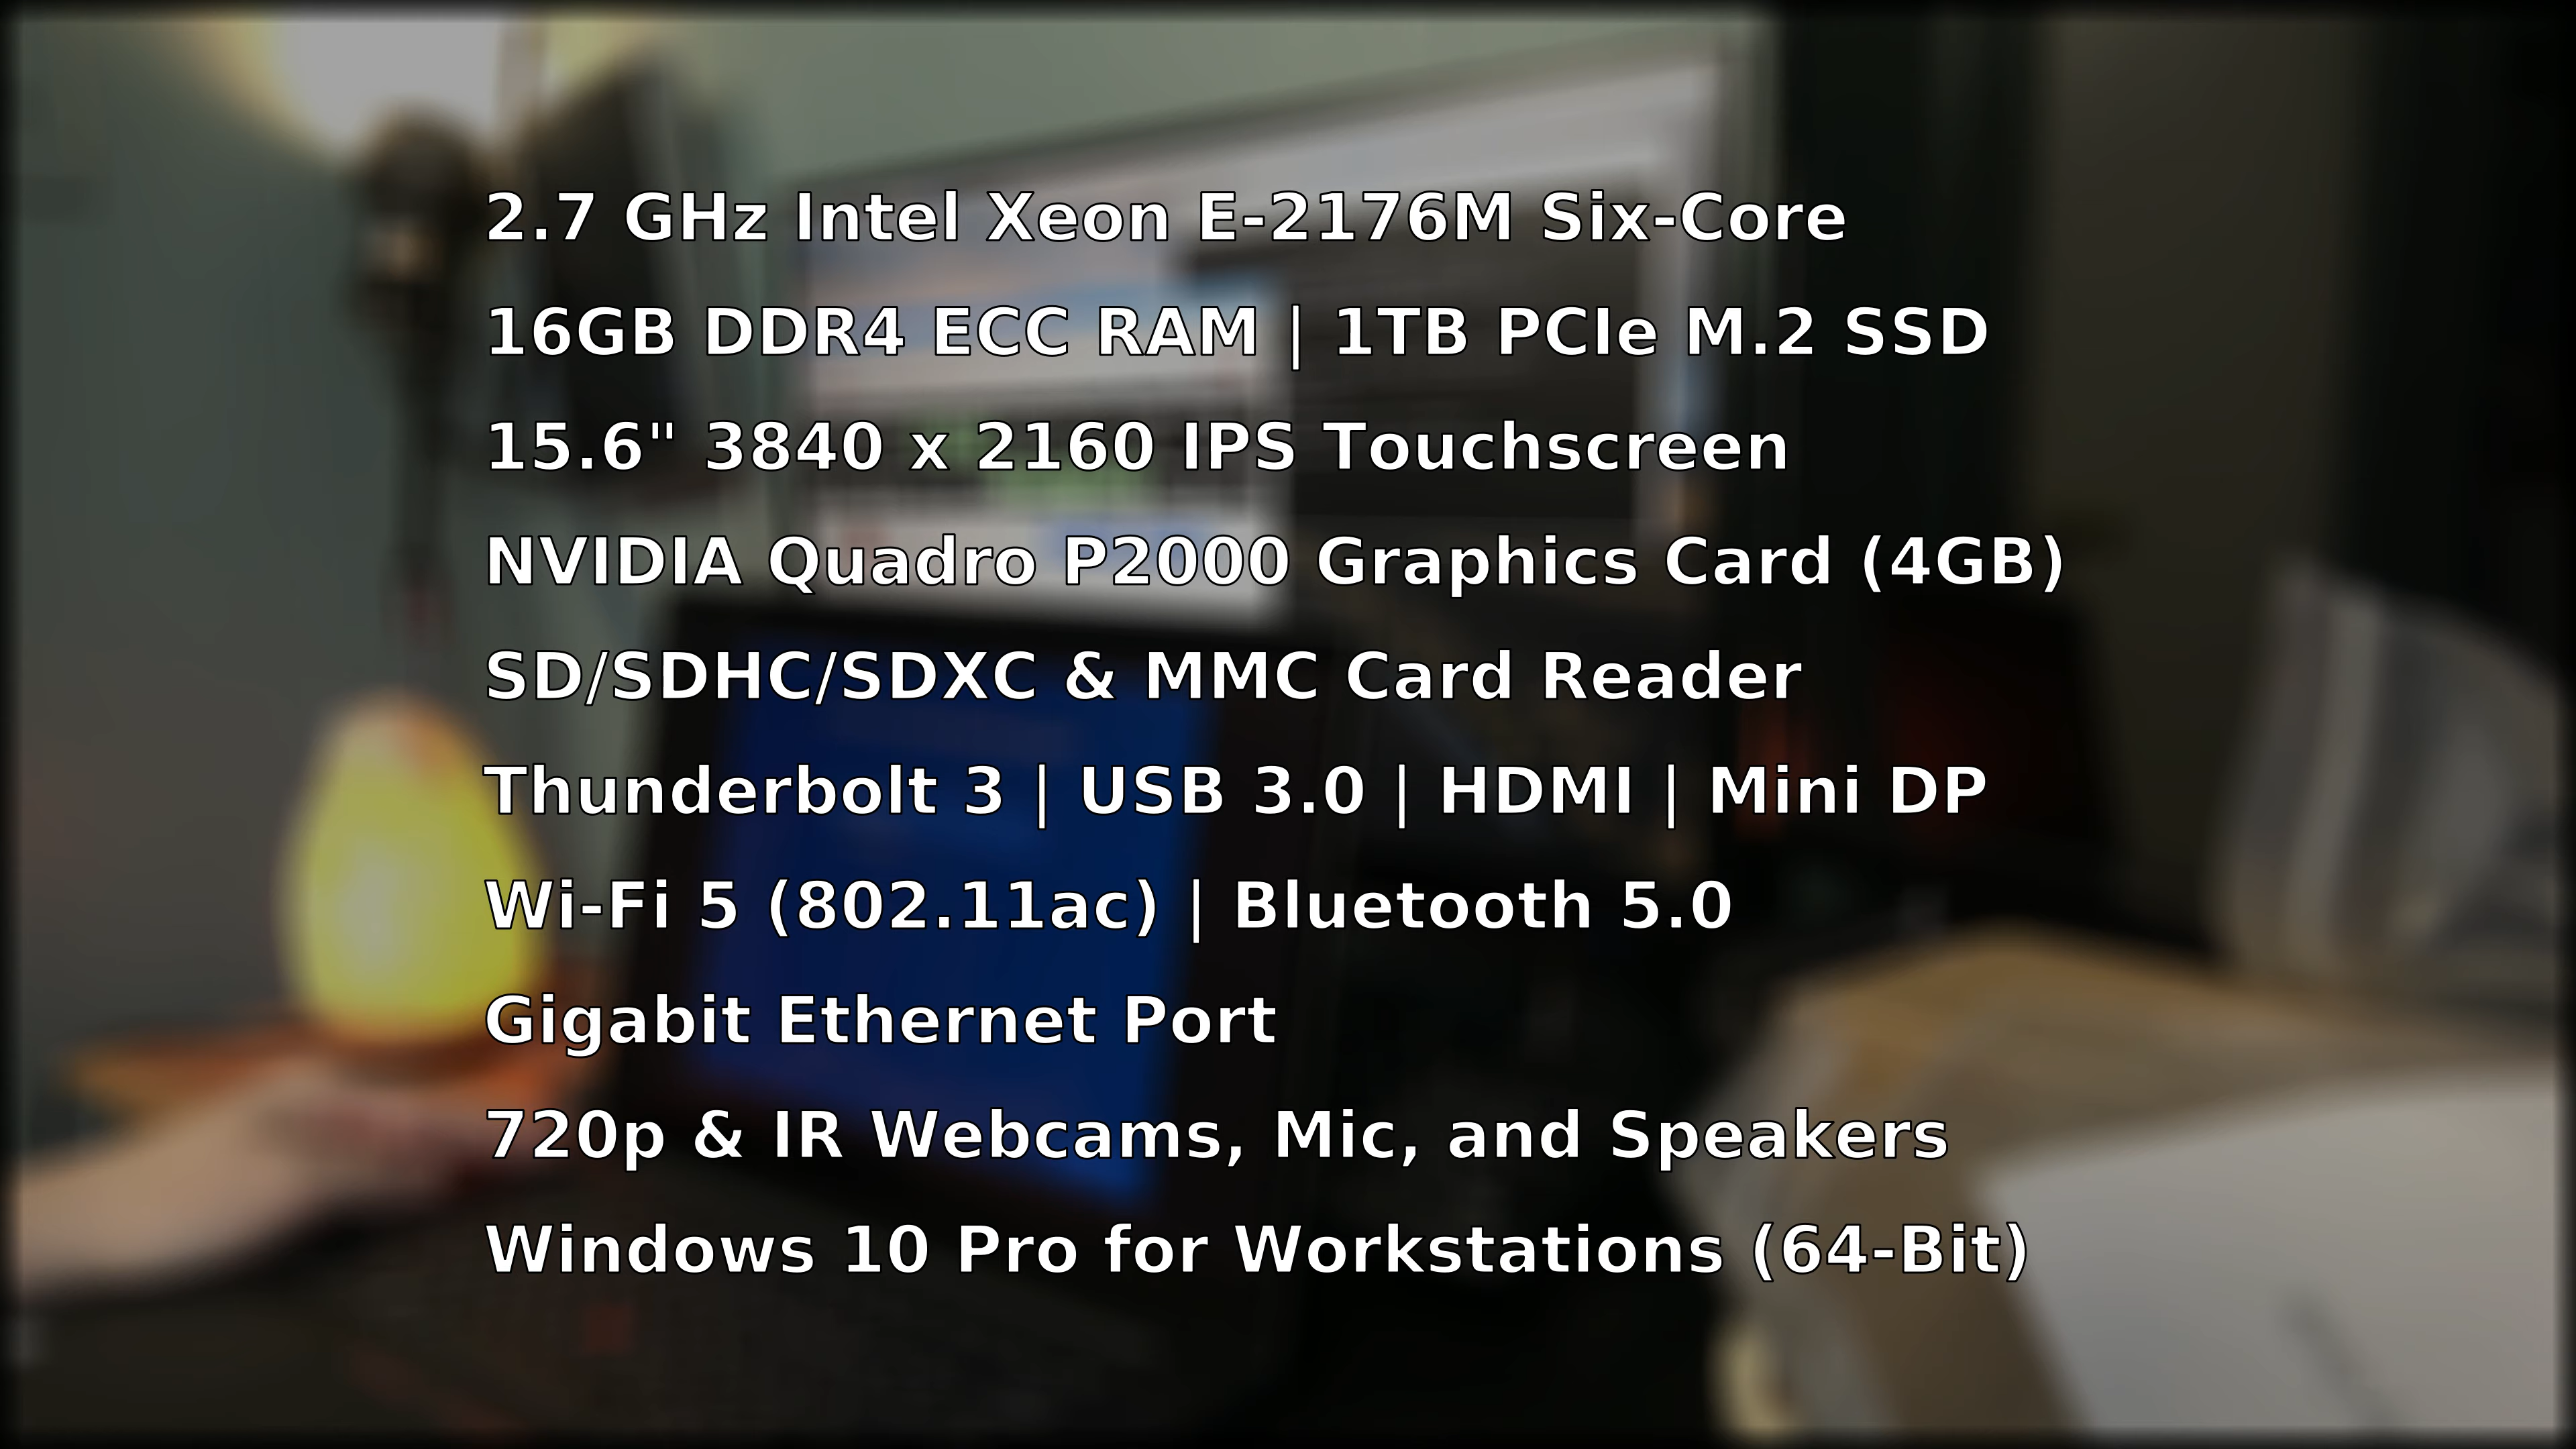 2.7 GHz Intel Xeon E-2176M Six-Core
16GB DDR4 ECC RAM | 1TB PCIe M.2 SSD
15.6" 3840 x 2160 IPS Touchscreen
NVIDIA Quadro P2000 Graphics Card (4GB)
SD/SDHC/SDXC & MMC Card Reader
Thunderbolt 3 | USB 3.0 | HDMI | Mini DP
Wi-Fi 5 (802.11ac) | Bluetooth 5.0
Gigabit Ethernet Port
720p & IR Webcams, Mic, and Speakers
Windows 10 Pro for Workstations (64-Bit)